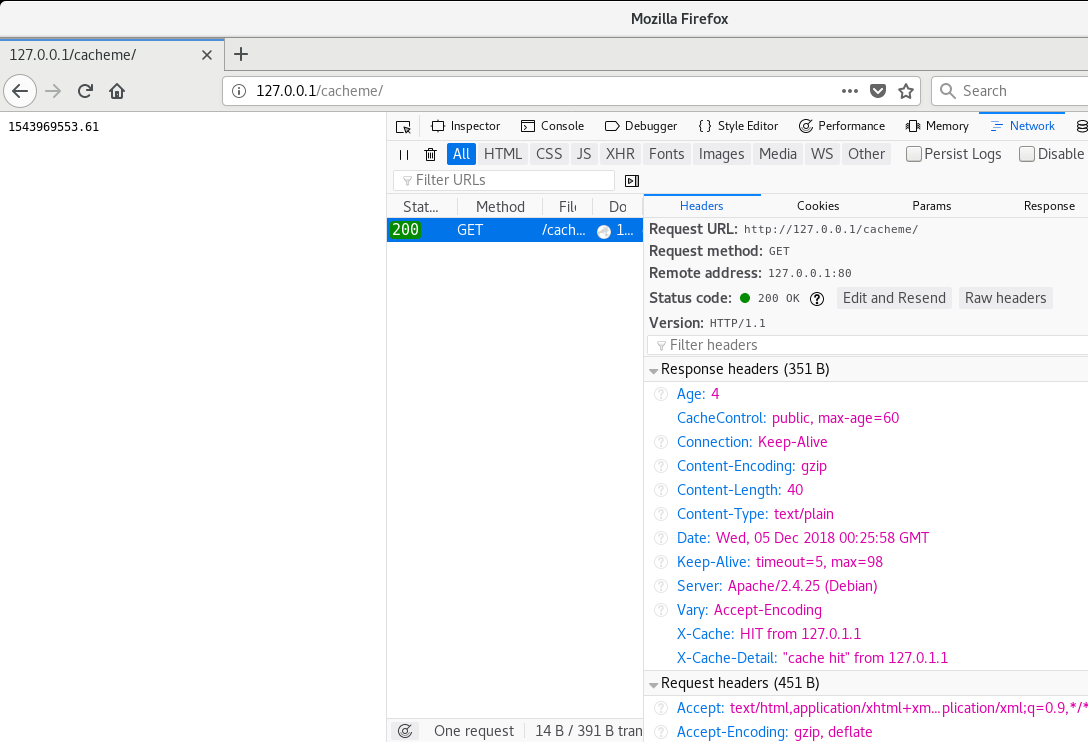 Mozilla Firefox
127.0.0.1/cacheme/
127.0.0.1/cacheme/
Search
1543969553.61
Inspector Console Debugger Style Editor Performance Memory Network
All HTML CSS JS XHR Fonts Images Media WS Other Persist Logs Disable
Filter URLs
Stat... Method File Do
200 GET /cach... 1...
Headers Cookies Params Response
Request URL: http://127.0.0.1/cacheme/
Request method: GET
Remote address: 127.0.0.1:80
Status code: 200 OK Edit and Resend Raw headers
Version: HTTP/1.1
Filter headers
Response headers (351 B)
Age: 4
CacheControl: public, max-age=60
Connection: Keep-Alive
Content-Encoding: gzip
Content-Length: 40
Content-Type: text/plain
Date: Wed, 05 Dec 2018 00:25:58 GMT
Keep-Alive: timeout=5, max=98
Server: Apache/2.4.25 (Debian)
Vary: Accept-Encoding
X-Cache: HIT from 127.0.1.1
X-Cache-Detail: "cache hit" from 127.0.1.1
Request headers (451 B)
Accept: text/html,application/xhtml+xm...plication/xml;q=0.9,*/*
Accept-Encoding: gzip, deflate
One request 14 B / 391 B tran